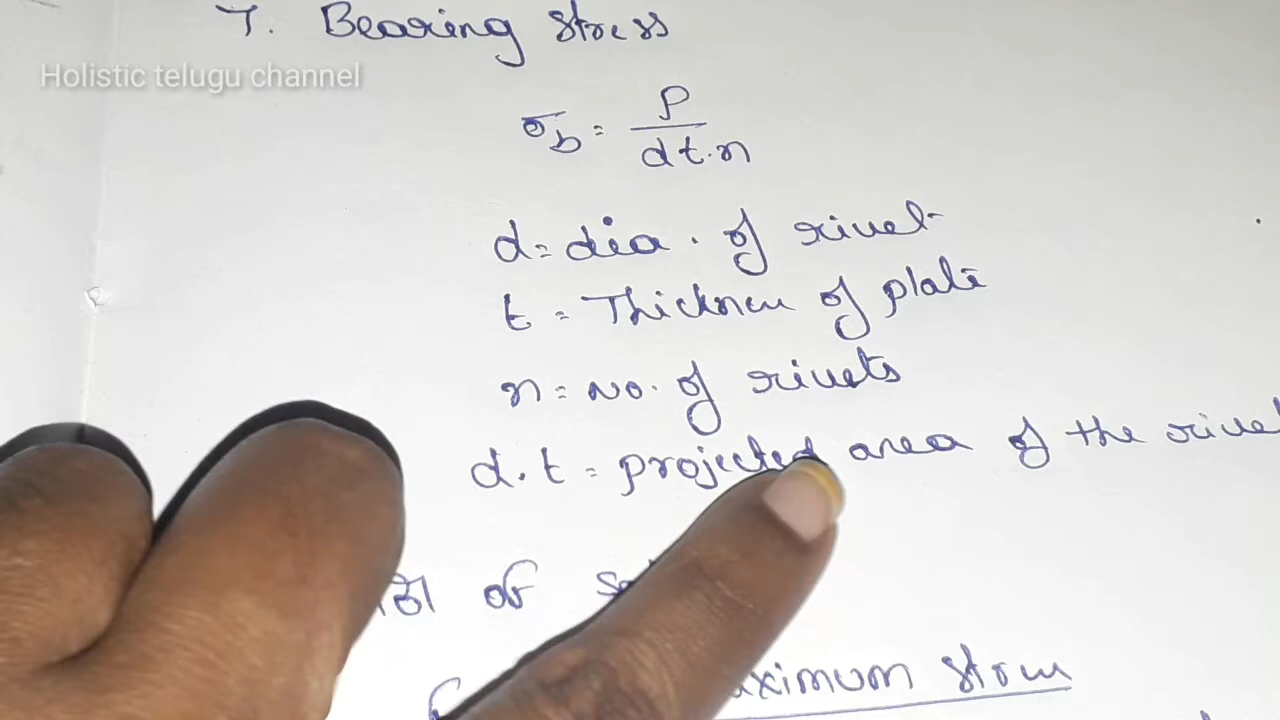 7. Bearing stress
Holistic telugu channel
σb = P / dt.n
d = dia. of rivet
t = Thickness of plate
n = No. of rivets
d.t = projected area of the rivet
of
maximum stress